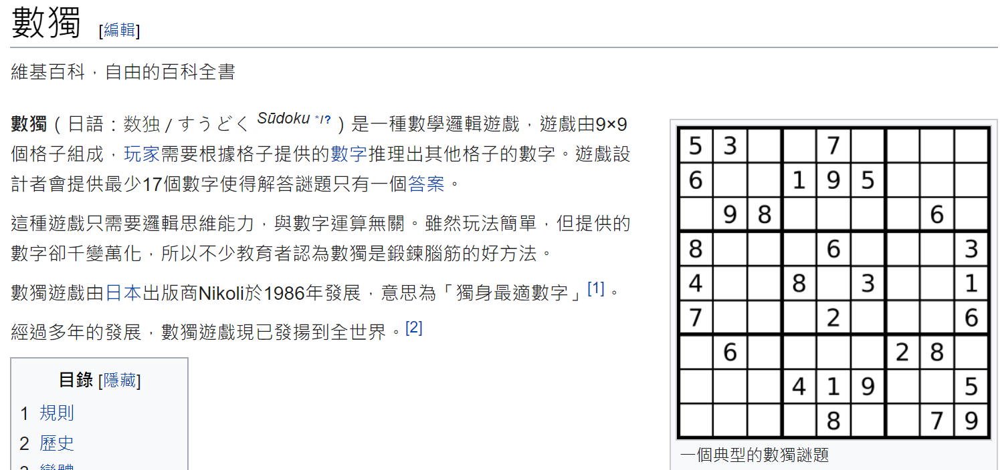 數獨 [編輯]
維基百科，自由的百科全書
數獨（日語：数独／すうどく Sūdoku */?）是一種數學邏輯遊戲，遊戲由9×9
個格子組成，玩家需要根據格子提供的數字推理出其他格子的數字。遊戲設
計者會提供最少17個數字使得解答謎題只有一個答案。
這種遊戲只需要邏輯思維能力，與數字運算無關。雖然玩法簡單，但提供的
數字卻千變萬化，所以不少教育者認為數獨是鍛鍊腦筋的好方法。
數獨遊戲由日本出版商Nikoli於1986年發展，意思為「獨身最適數字」[1]。
經過多年的發展，數獨遊戲現已發揚到全世界。[2]
目錄 [隱藏]
1 規則
2 歷史
3 變體
5 3 7
6 1 9 5
9 8 6
8 6 3
4 8 3 1
7 2 6
6 2 8
4 1 9 5
8 7 9
一個典型的數獨謎題